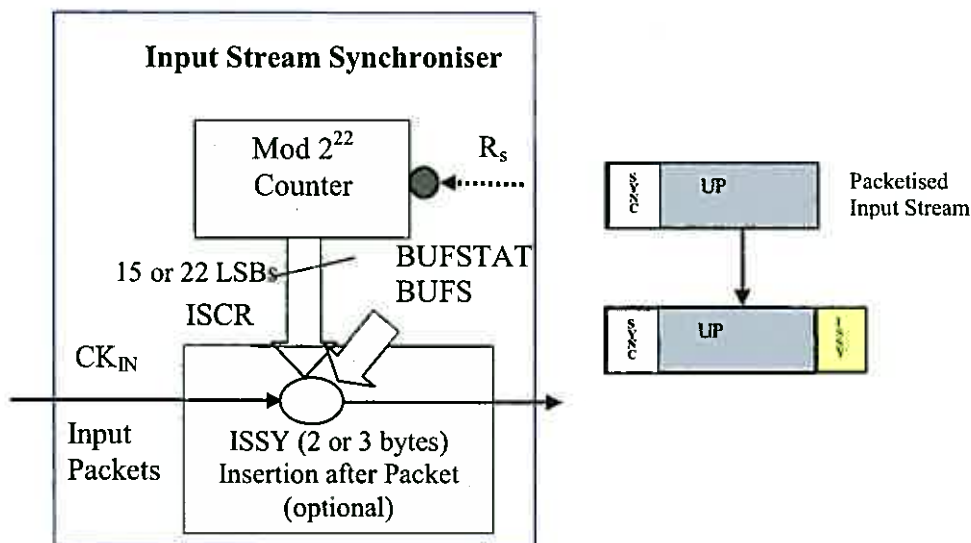 Input Stream Synchroniser
Mod 2²²
Counter
Rₛ
15 or 22 LSBs
ISCR
BUFSTAT
BUFS
CK_IN
Input
Packets
ISSY (2 or 3 bytes)
Insertion after Packet
(optional)
SYNC
UP
Packetised
Input Stream
SYNC
UP